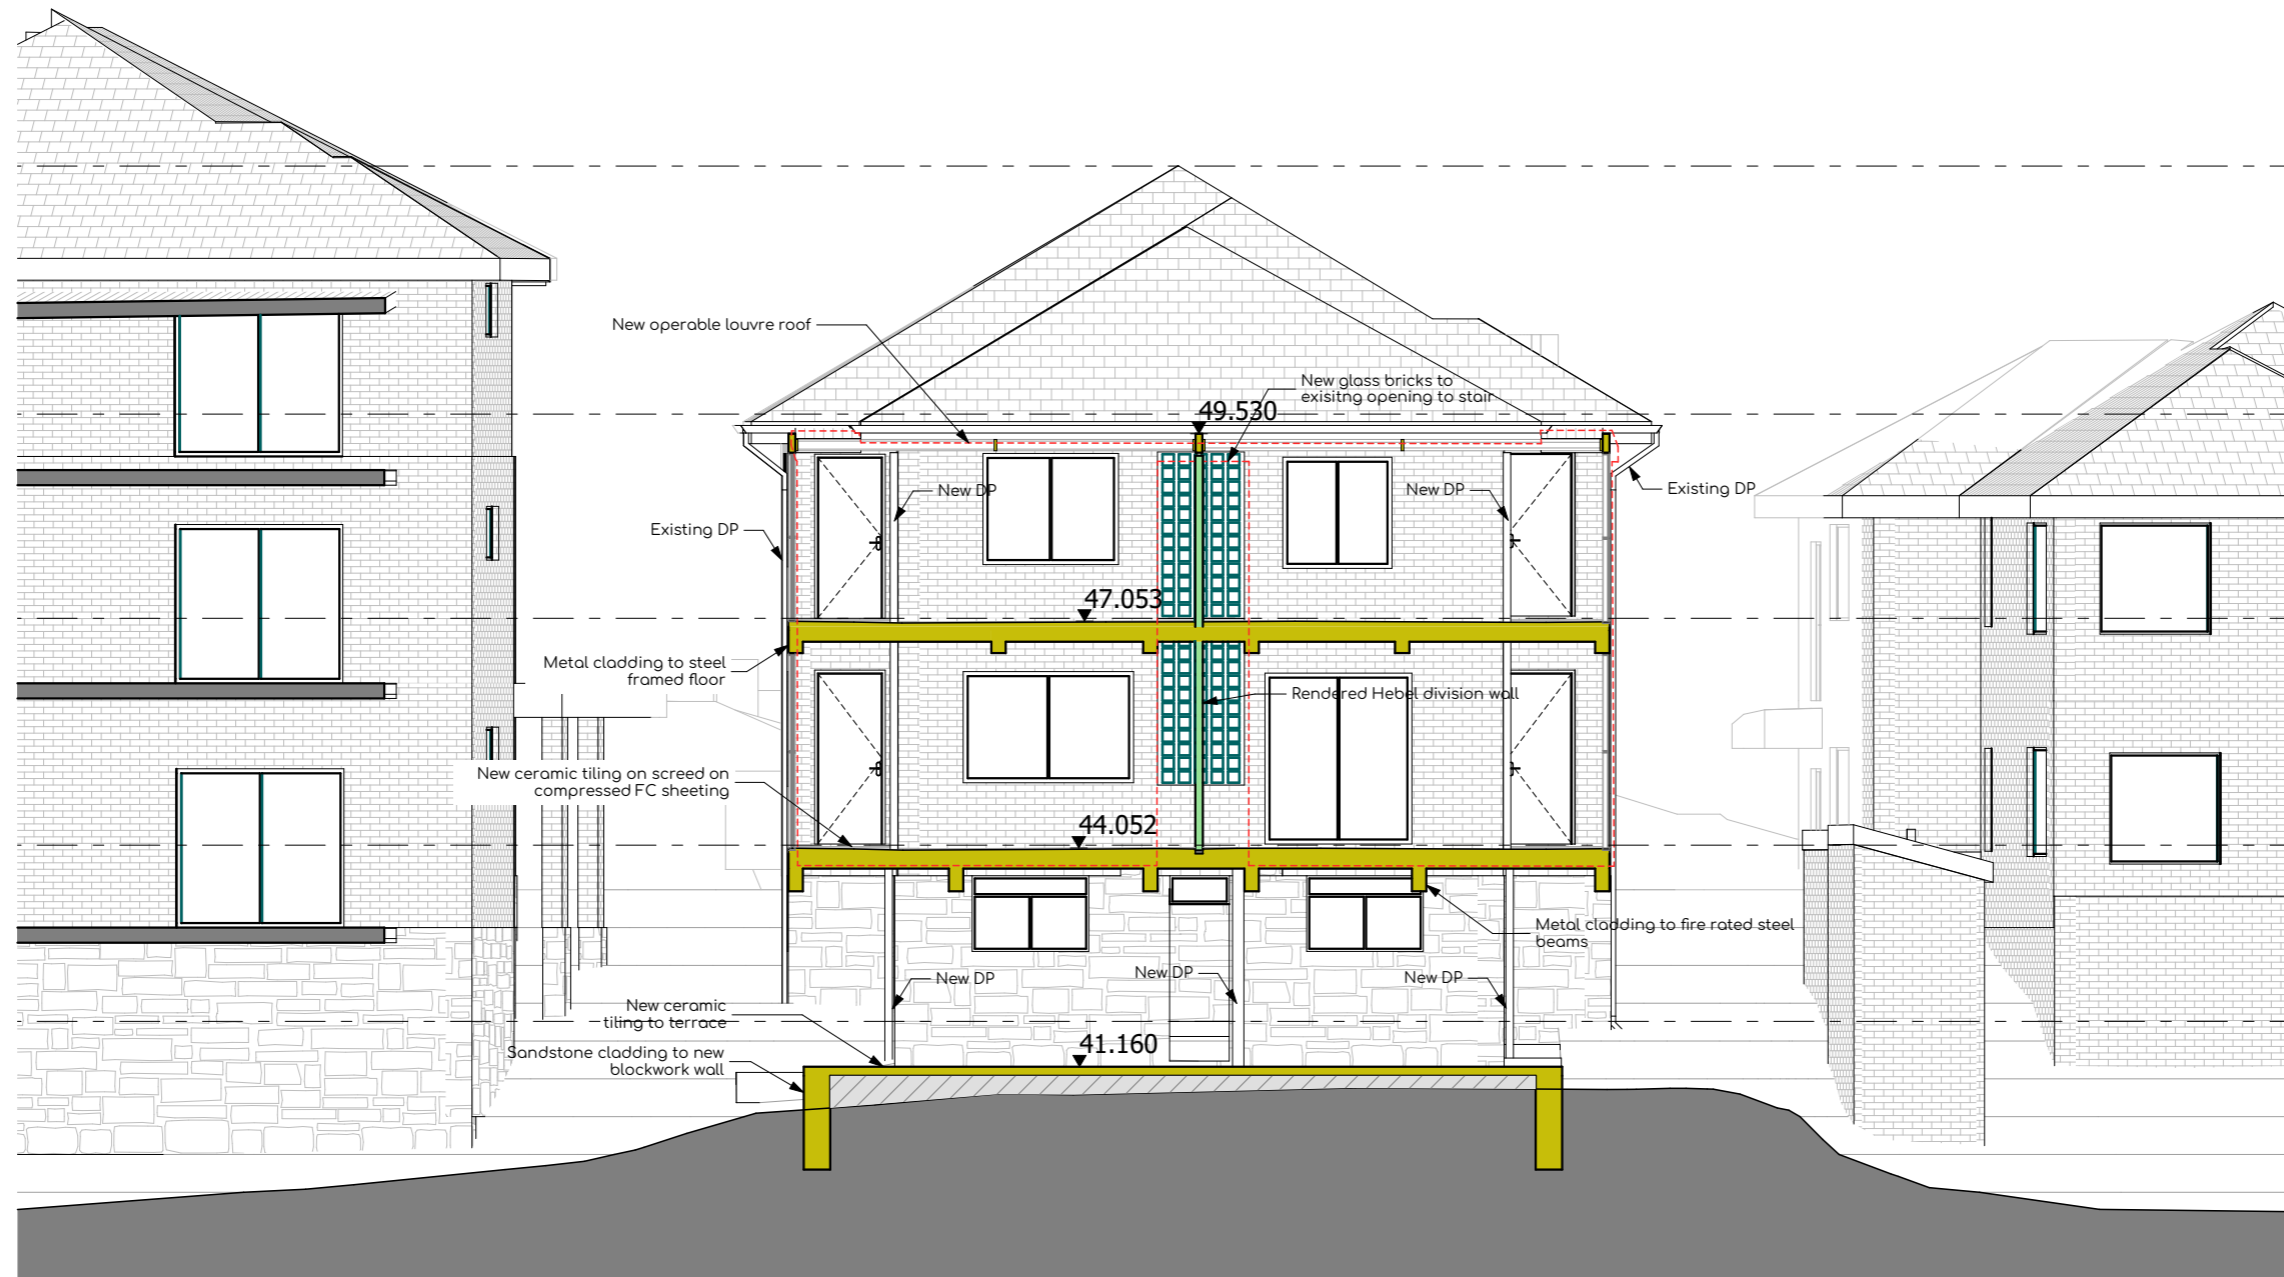 New operable louvre roof
New glass bricks to
exisitng opening to stair
49.530
New DP
New DP
Existing DP
Existing DP
47.053
Metal cladding to steel
framed floor
Rendered Hebel division wall
New ceramic tiling on screed on
compressed FC sheeting
44.052
Metal cladding to fire rated steel
beams
New DP
New DP
New DP
New ceramic
tiling to terrace
41.160
Sandstone cladding to new
blockwork wall